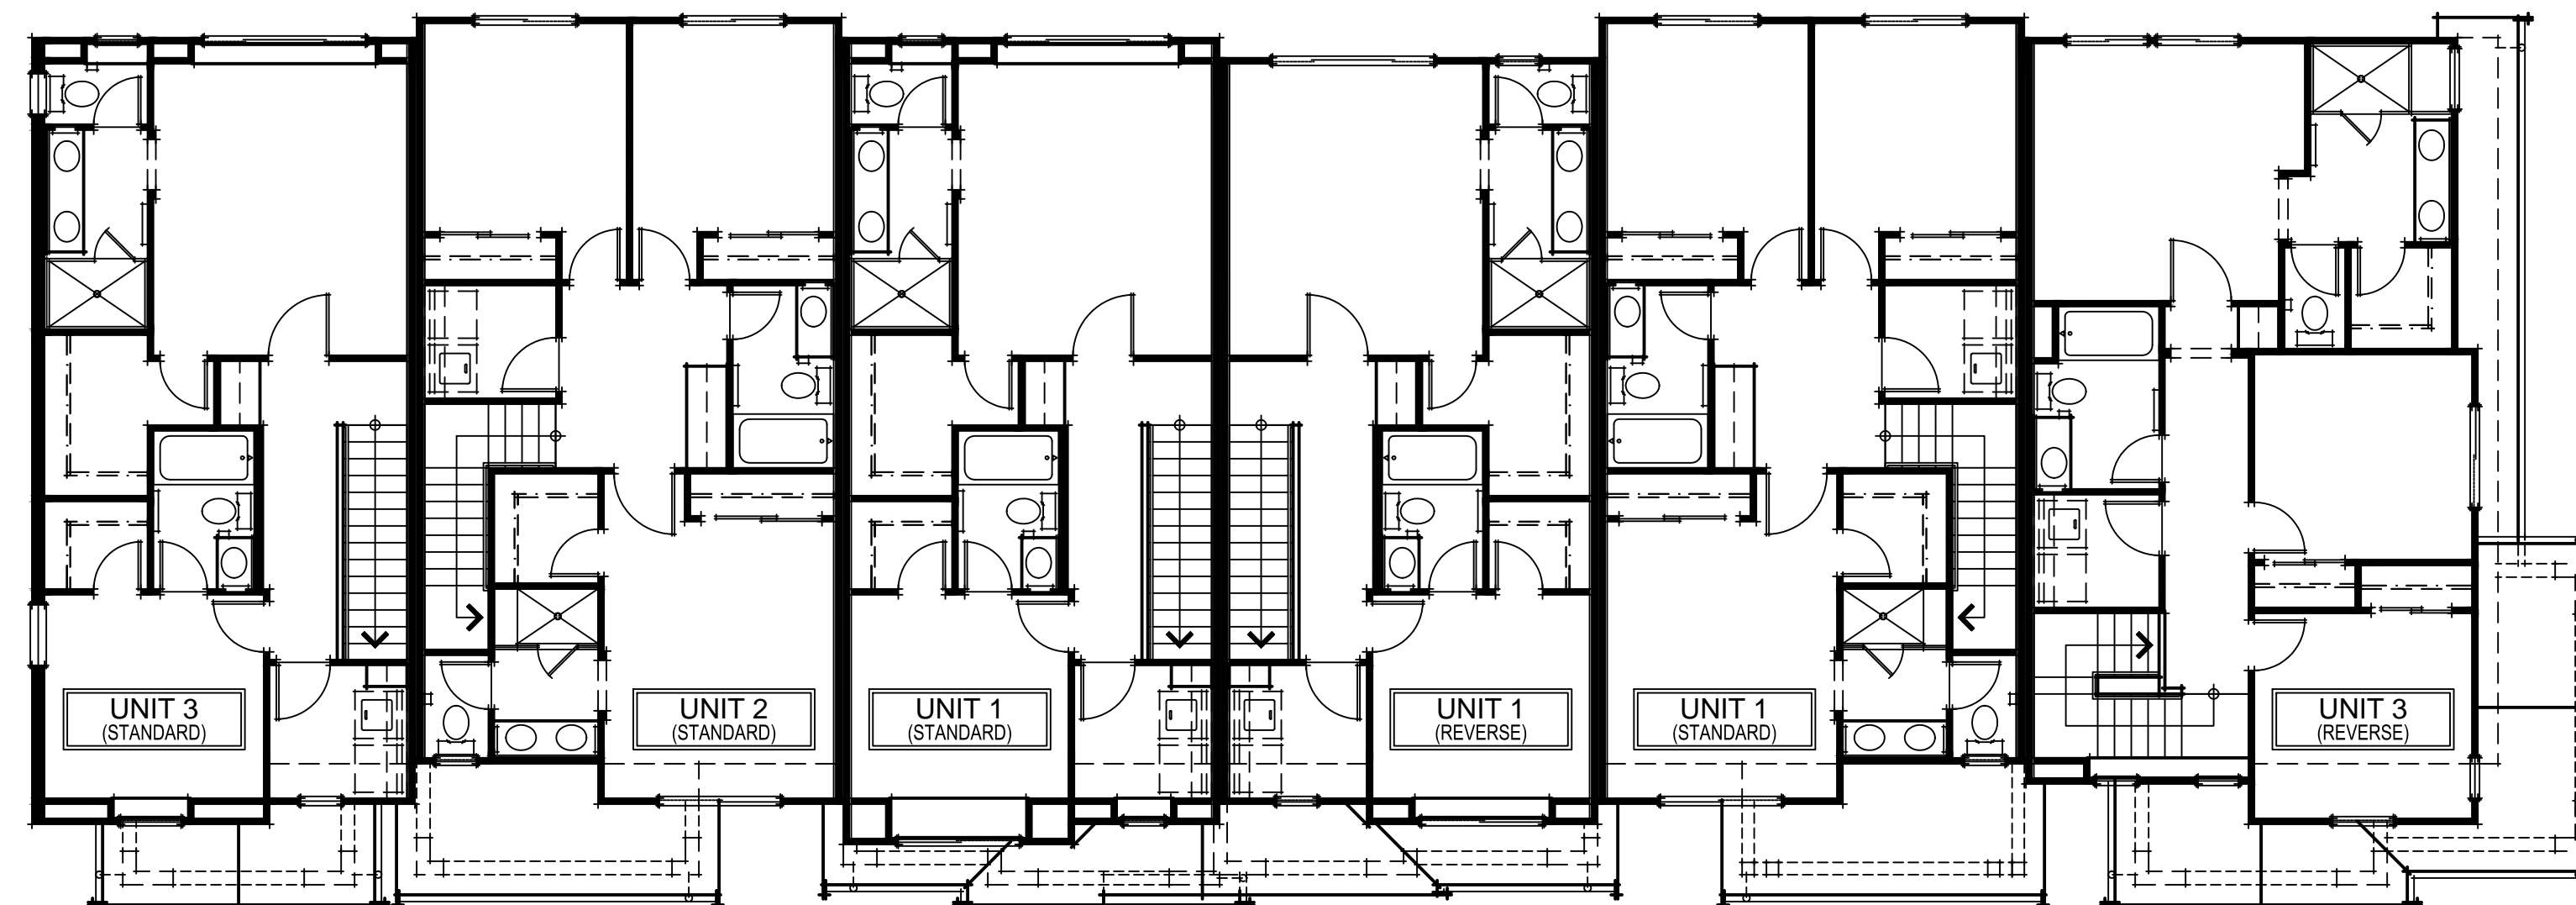 UNIT 3
(STANDARD)
UNIT 2
(STANDARD)
UNIT 1
(STANDARD)
UNIT 1
(REVERSE)
UNIT 1
(STANDARD)
UNIT 3
(REVERSE)